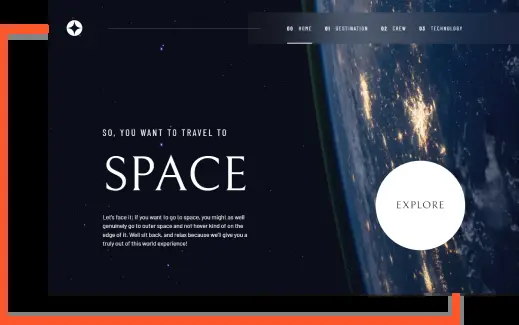 00 HOME 01 DESTINATION 02 CREW 03 TECHNOLOGY
SO, YOU WANT TO TRAVEL TO
SPACE
Let's face it; if you want to go to space, you might as well
genuinely go to outer space and not hover kind of on the
edge of it. Well sit back, and relax because we'll give you a
truly out of this world experience!
EXPLORE